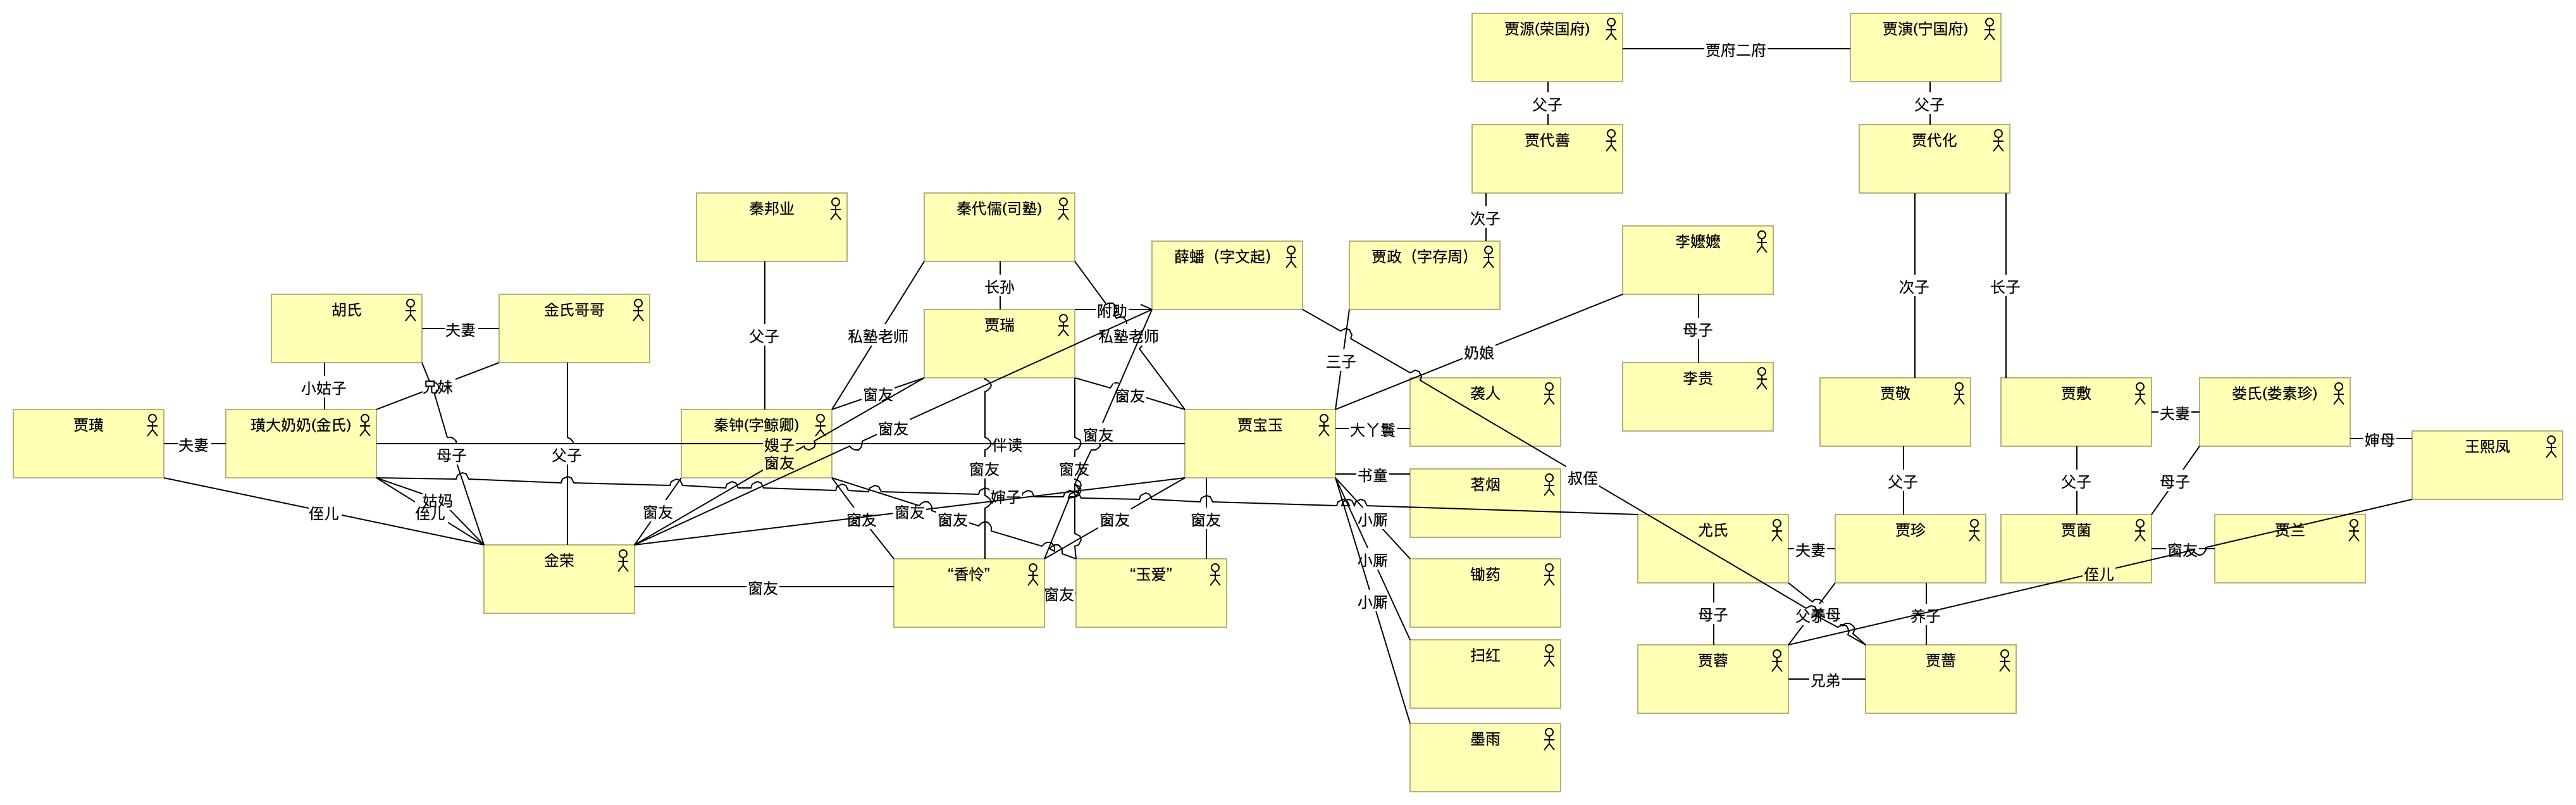 贾源(荣国府)
贾府二府
贾演(宁国府)
父子
父子
贾代善
贾代化
次子
秦邦业
秦代儒(司塾)
薛蟠（字文起）
贾政（字存周）
李嬷嬷
次子
长子
长孙
胡氏
金氏哥哥
夫妻
父子
私塾老师
贾瑞
附助
私塾老师
三子
奶娘
母子
小姑子
兄妹
李贵
贾璜
夫妻
璜大奶奶(金氏)
秦钟(字鲸卿)
窗友
窗友
贾宝玉
袭人
大丫鬟
贾敬
贾敷
夫妻
娄氏(娄素珍)
婶母
王熙凤
母子
父子
嫂子
窗友
窗友
伴读
窗友
窗友
窗友
书童
茗烟
叔侄
父子
父子
母子
侄儿
姑妈
侄儿
窗友
窗友
窗友
窗友
婶子
窗友
窗友
小厮
尤氏
夫妻
贾珍
贾菌
窗友
贾兰
金荣
窗友
“香怜”
窗友
“玉爱”
小厮
锄药
侄儿
小厮
母子
父子
养母
养子
扫红
贾蓉
兄弟
贾蔷
墨雨